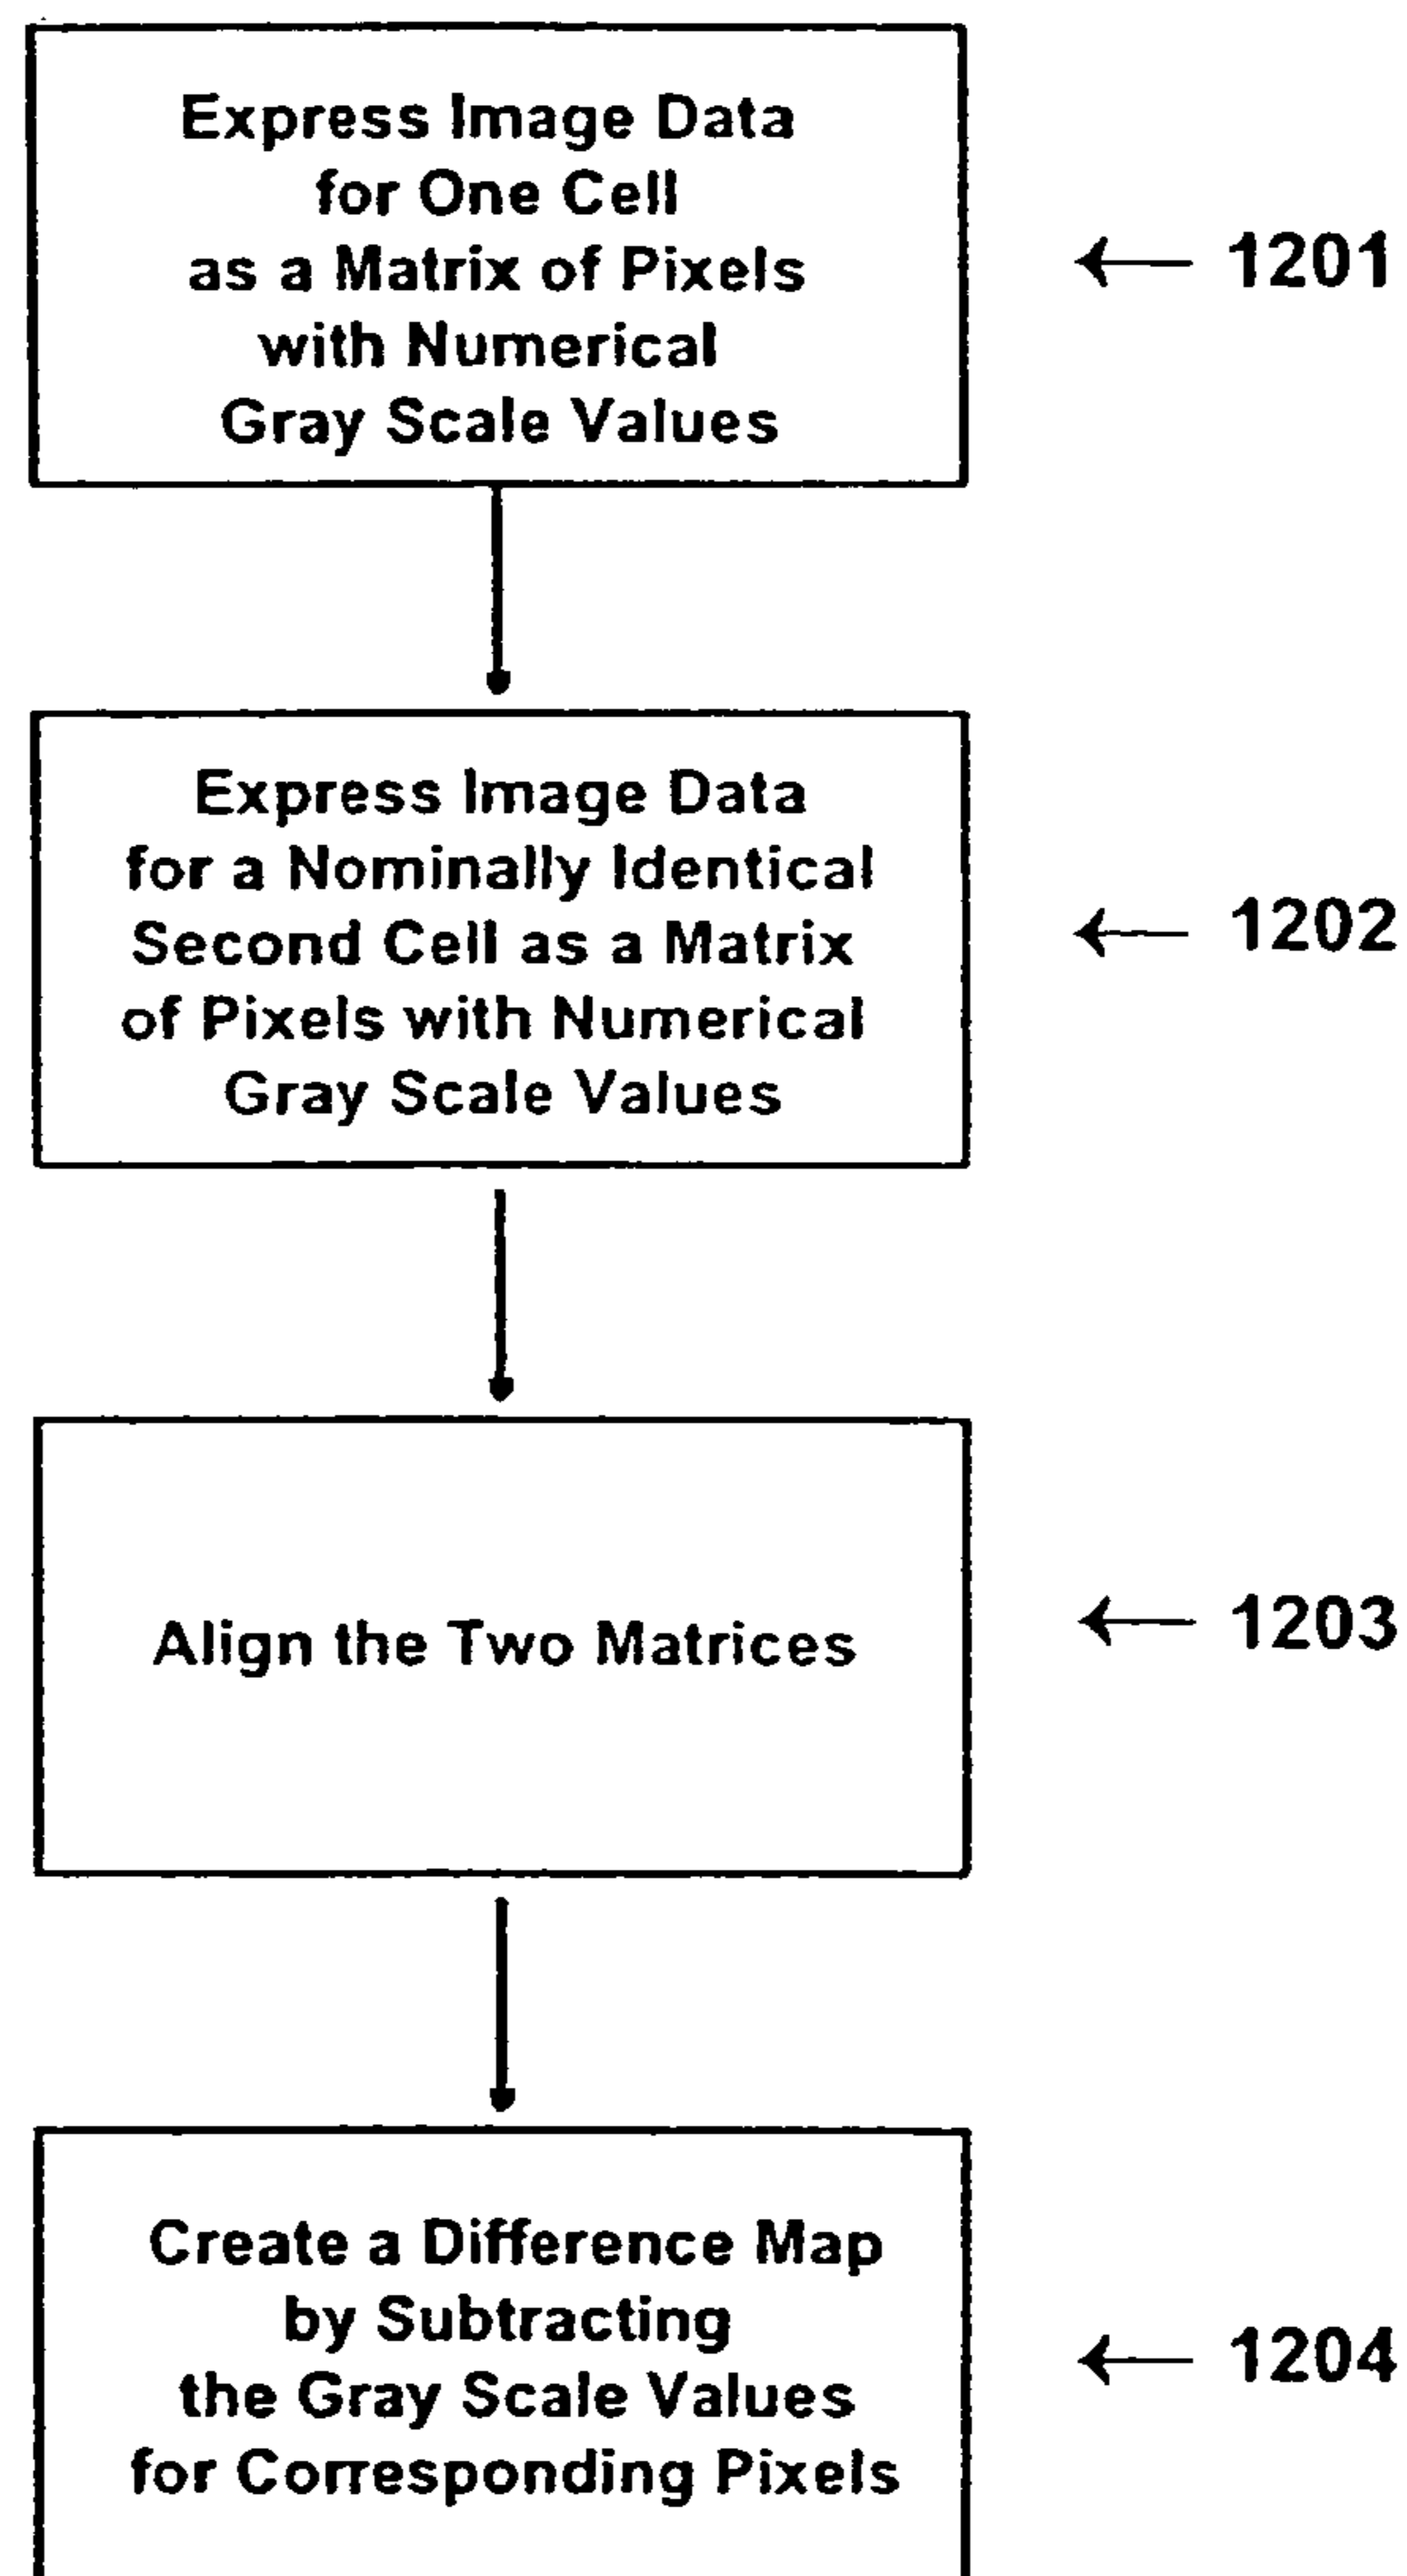 Express Image Data
for One Cell
as a Matrix of Pixels
with Numerical
Gray Scale Values
1201
Express Image Data
for a Nominally Identical
Second Cell as a Matrix
of Pixels with Numerical
Gray Scale Values
1202
Align the Two Matrices
1203
Create a Difference Map
by Subtracting
the Gray Scale Values
for Corresponding Pixels
1204